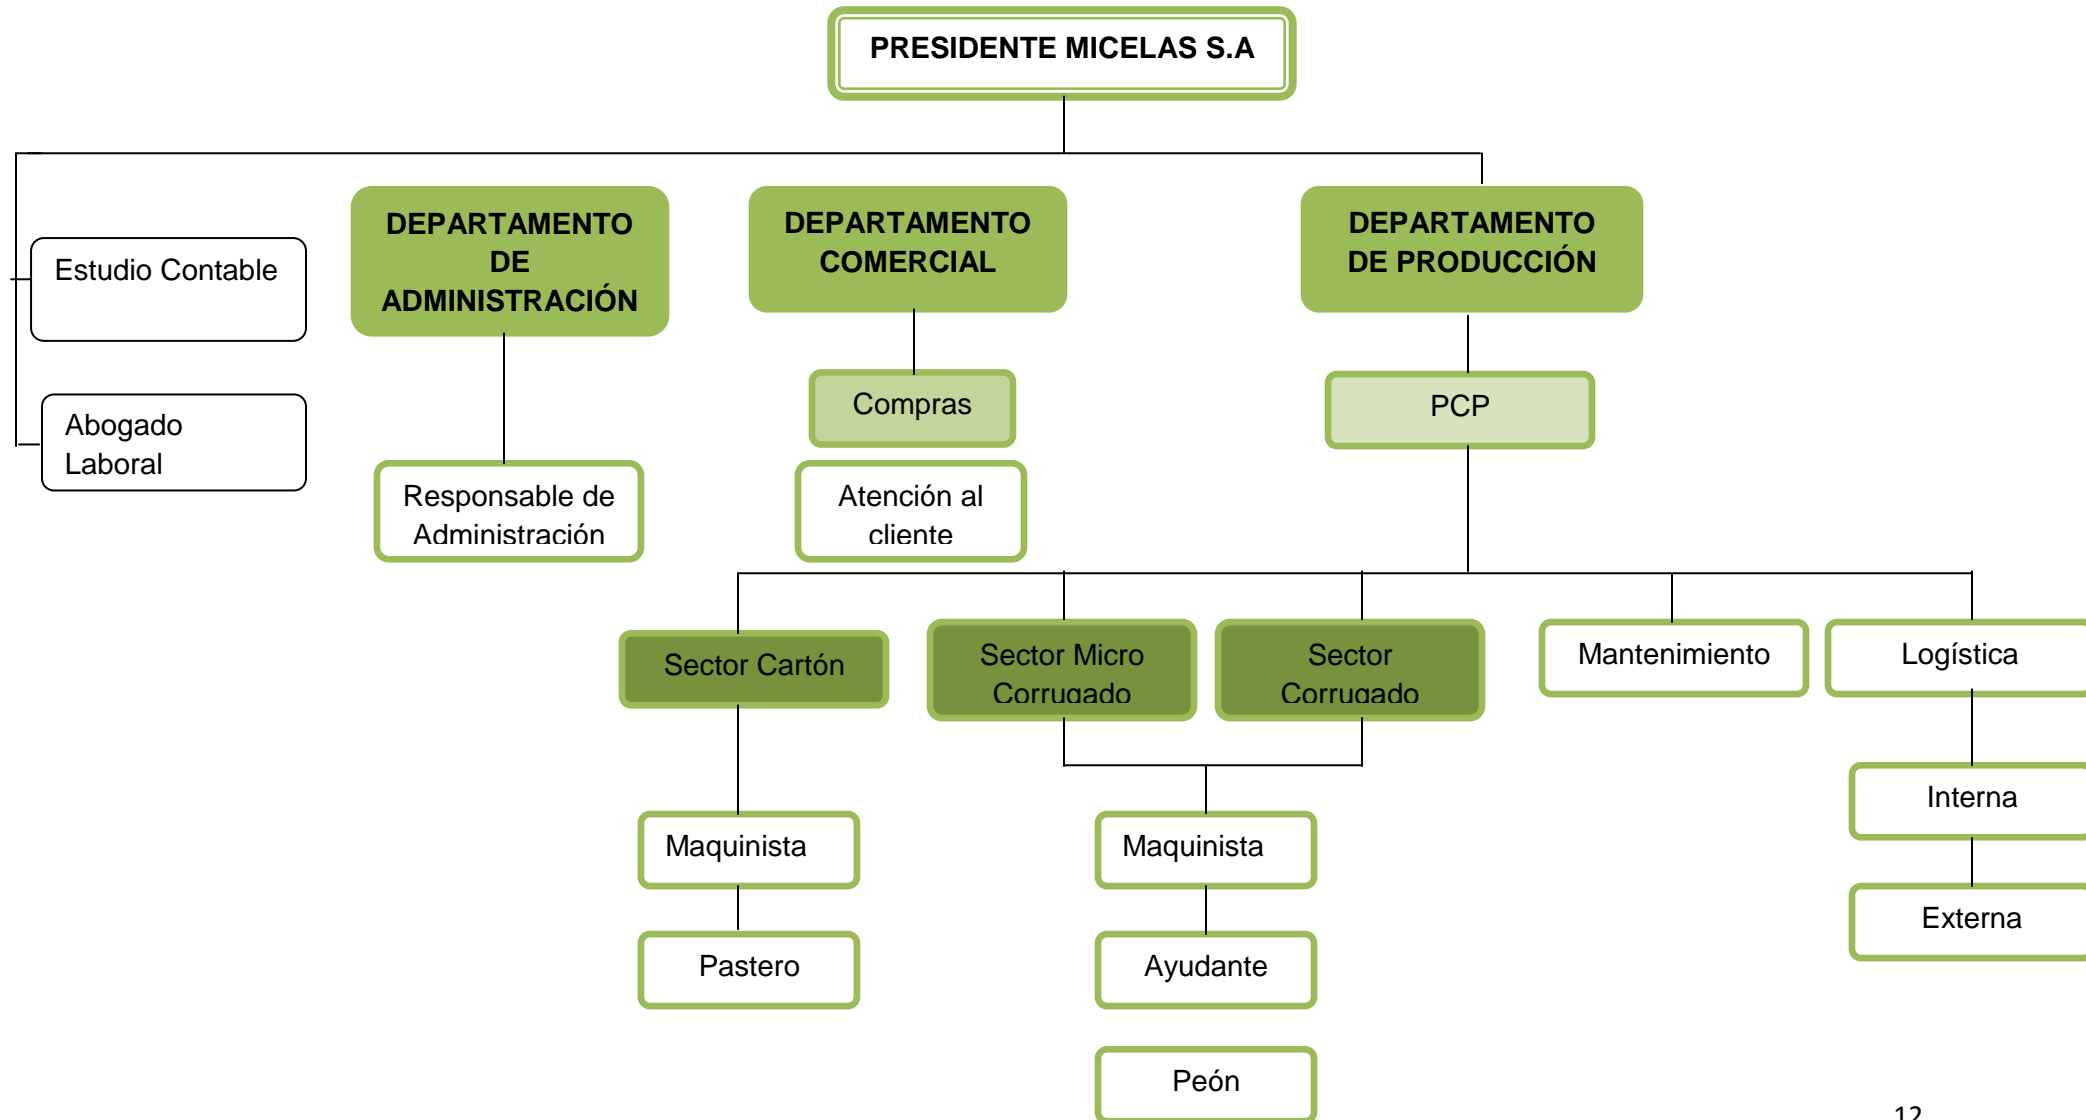 PRESIDENTE MICELAS S.A
Estudio Contable
Abogado
Laboral
DEPARTAMENTO
DE
ADMINISTRACIÓN
DEPARTAMENTO
COMERCIAL
DEPARTAMENTO
DE PRODUCCIÓN
Compras
PCP
Responsable de
Administración
Atención al
cliente
Sector Cartón
Sector Micro
Corrugado
Sector
Corrugado
Mantenimiento
Logística
Maquinista
Maquinista
Interna
Pastero
Ayudante
Externa
Peón
12